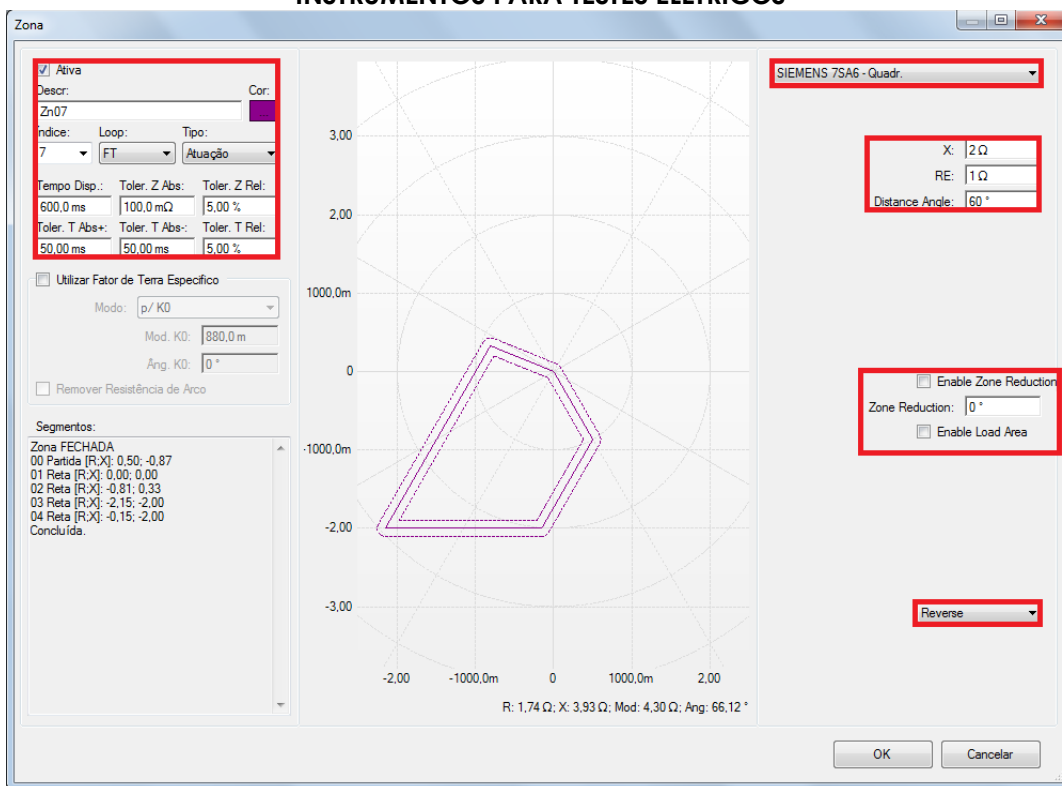 INSTRUMENTOS PARA TESTES ELÉTRICOS
Zona
Ativa
Descr: Cor:
Zn07
Índice: Loop: Tipo:
7 FT Atuação
Tempo Disp.: Toler. Z Abs: Toler. Z Rel:
600,0 ms 100,0 mΩ 5,00 %
Toler. T Abs+: Toler. T Abs-: Toler. T Rel:
50,00 ms 50,00 ms 5,00 %
Utilizar Fator de Terra Especifico
Modo: p/ K0
Mod. K0: 880,0 m
Âng. K0: 0 °
Remover Resistência de Arco
Segmentos:
Zona FECHADA
00 Partida [R;X]: 0,50; -0,87
01 Reta [R;X]: 0,00; 0,00
02 Reta [R;X]: -0,81; 0,33
03 Reta [R;X]: -2,15; -2,00
04 Reta [R;X]: -0,15; -2,00
Concluída.
3,00
2,00
1000,0m
0
-1000,0m
-2,00
-3,00
-2,00 -1000,0m 0 1000,0m 2,00
R: 1,74 Ω; X: 3,93 Ω; Mod: 4,30 Ω; Ang: 66,12 °
SIEMENS 7SA6 - Quadr.
X: 2 Ω
RE: 1 Ω
Distance Angle: 60 °
Enable Zone Reduction
Zone Reduction: 0 °
Enable Load Area
Reverse
OK Cancelar